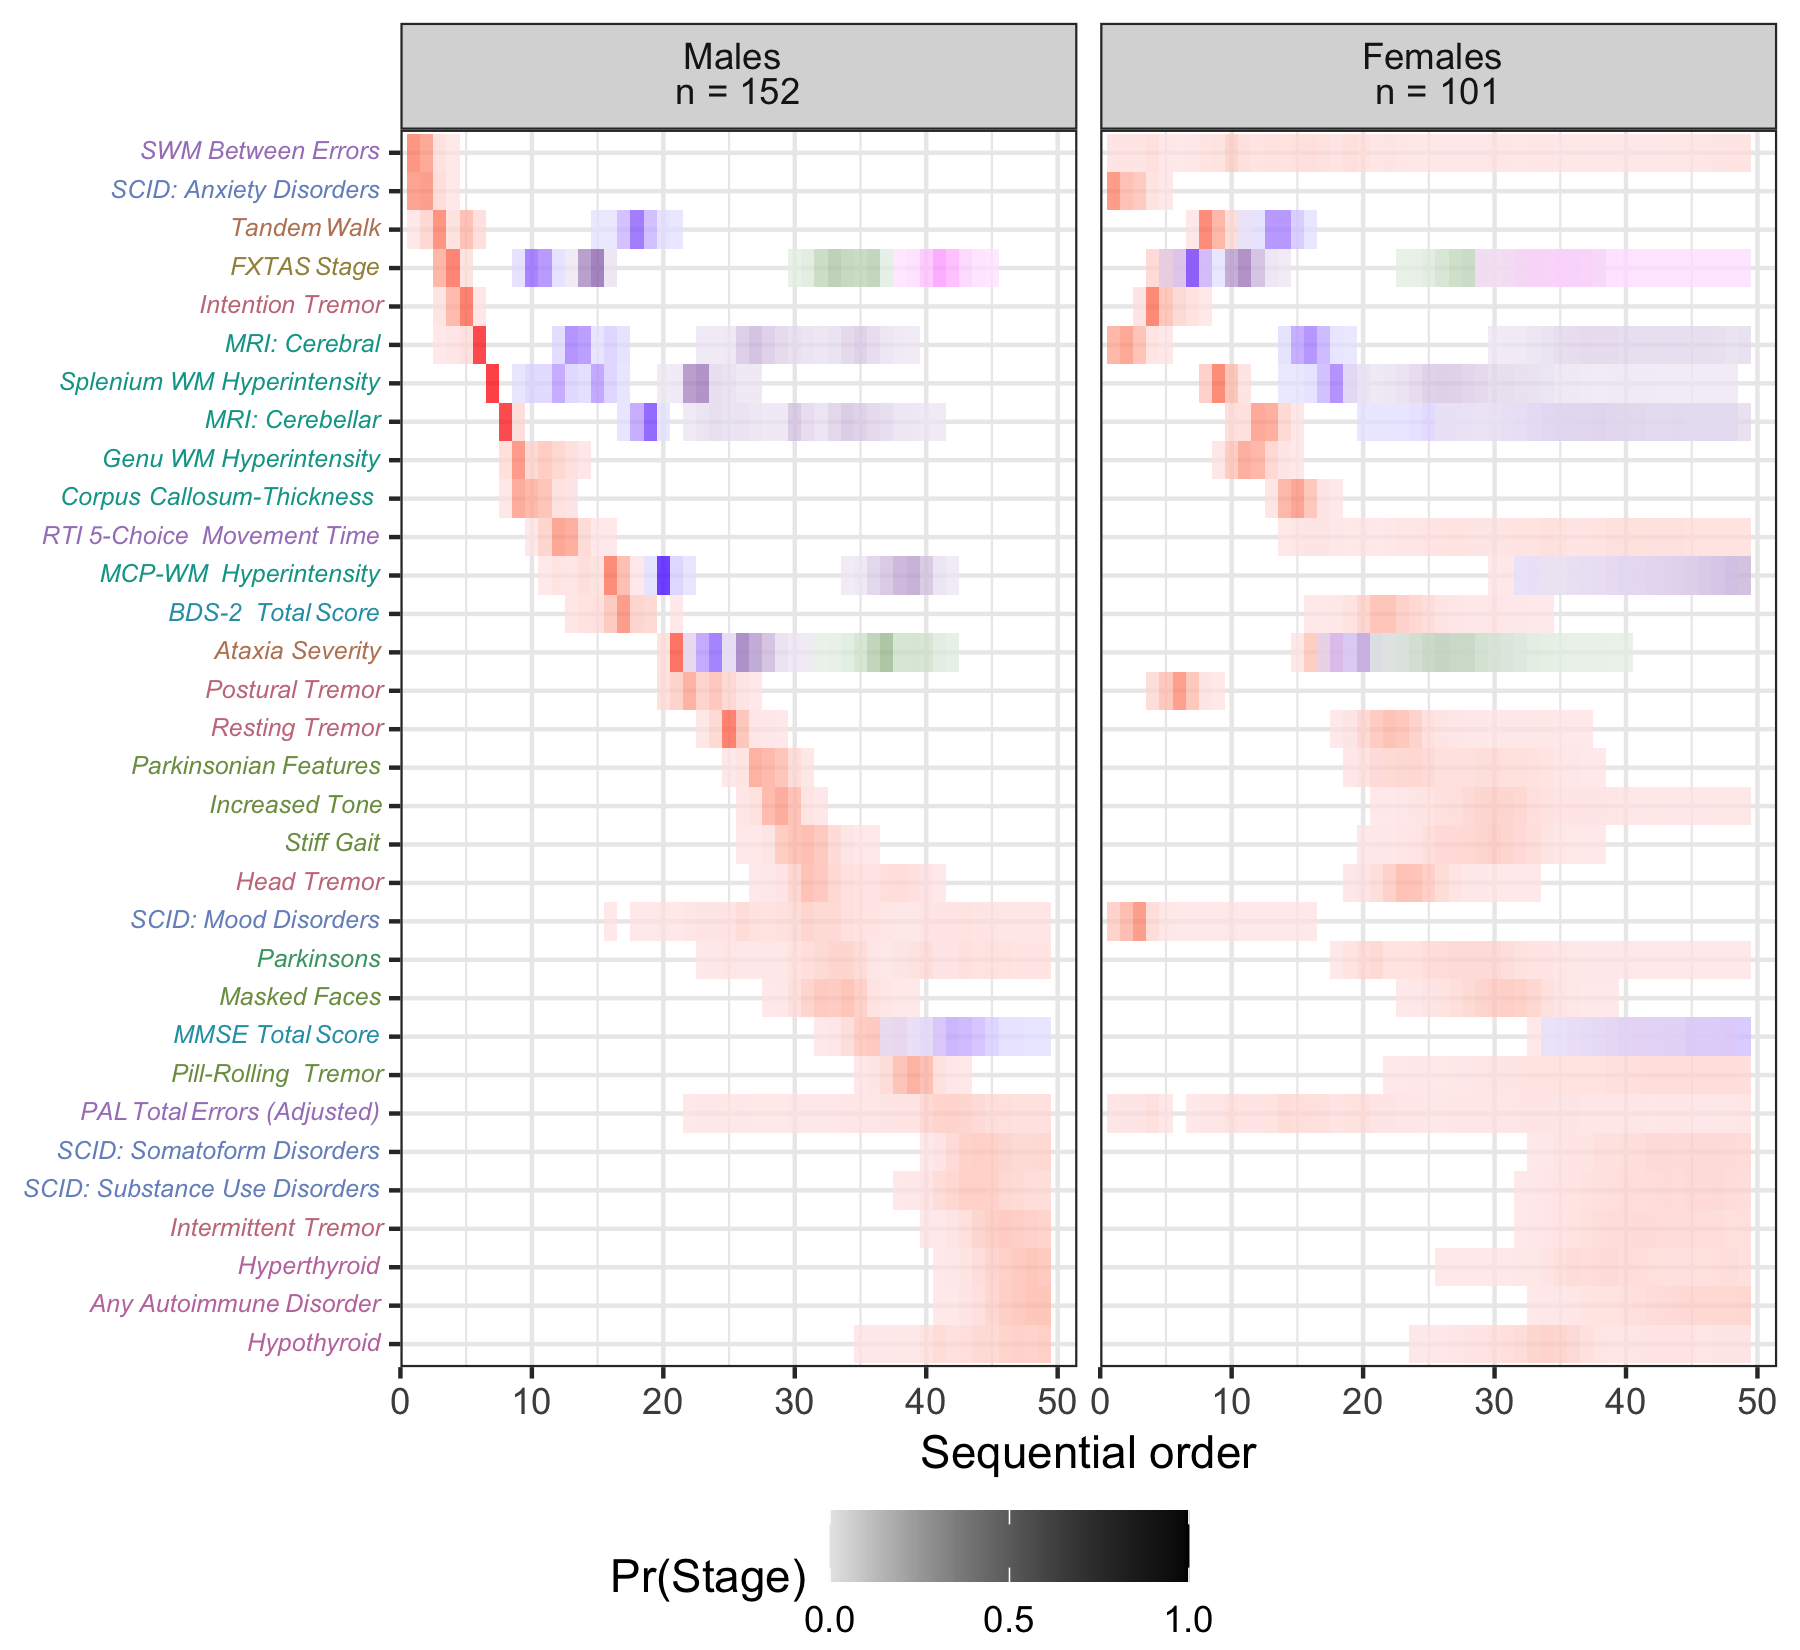 Males
n = 152
Females
n = 101
SWM Between Errors
SCID: Anxiety Disorders
Tandem Walk
FXTAS Stage
Intention Tremor
MRI: Cerebral
Splenium WM Hyperintensity
MRI: Cerebellar
Genu WM Hyperintensity
Corpus Callosum-Thickness
RTI 5-Choice Movement Time
MCP-WM Hyperintensity
BDS-2 Total Score
Ataxia Severity
Postural Tremor
Resting Tremor
Parkinsonian Features
Increased Tone
Stiff Gait
Head Tremor
SCID: Mood Disorders
Parkinsons
Masked Faces
MMSE Total Score
Pill-Rolling Tremor
PAL Total Errors (Adjusted)
SCID: Somatoform Disorders
SCID: Substance Use Disorders
Intermittent Tremor
Hyperthyroid
Any Autoimmune Disorder
Hypothyroid
0 10 20 30 40 50 0 10 20 30 40 50
Sequential order
Pr(Stage)
0.0 0.5 1.0